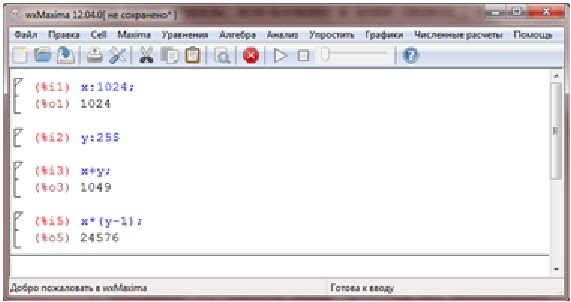 wxMaxima 12.04.0[ не сохранено* ]
Файл Правка Cell Maxima Уравнения Алгебра Анализ Упростить Графики Численные расчеты Помощь
(%i1) x:1024;
(%o1) 1024
(%i2) y:25$
(%i3) x+y;
(%o3) 1049
(%i5) x*(y-1);
(%o5) 24576
Добро пожаловать в wxMaxima Готова к вводу